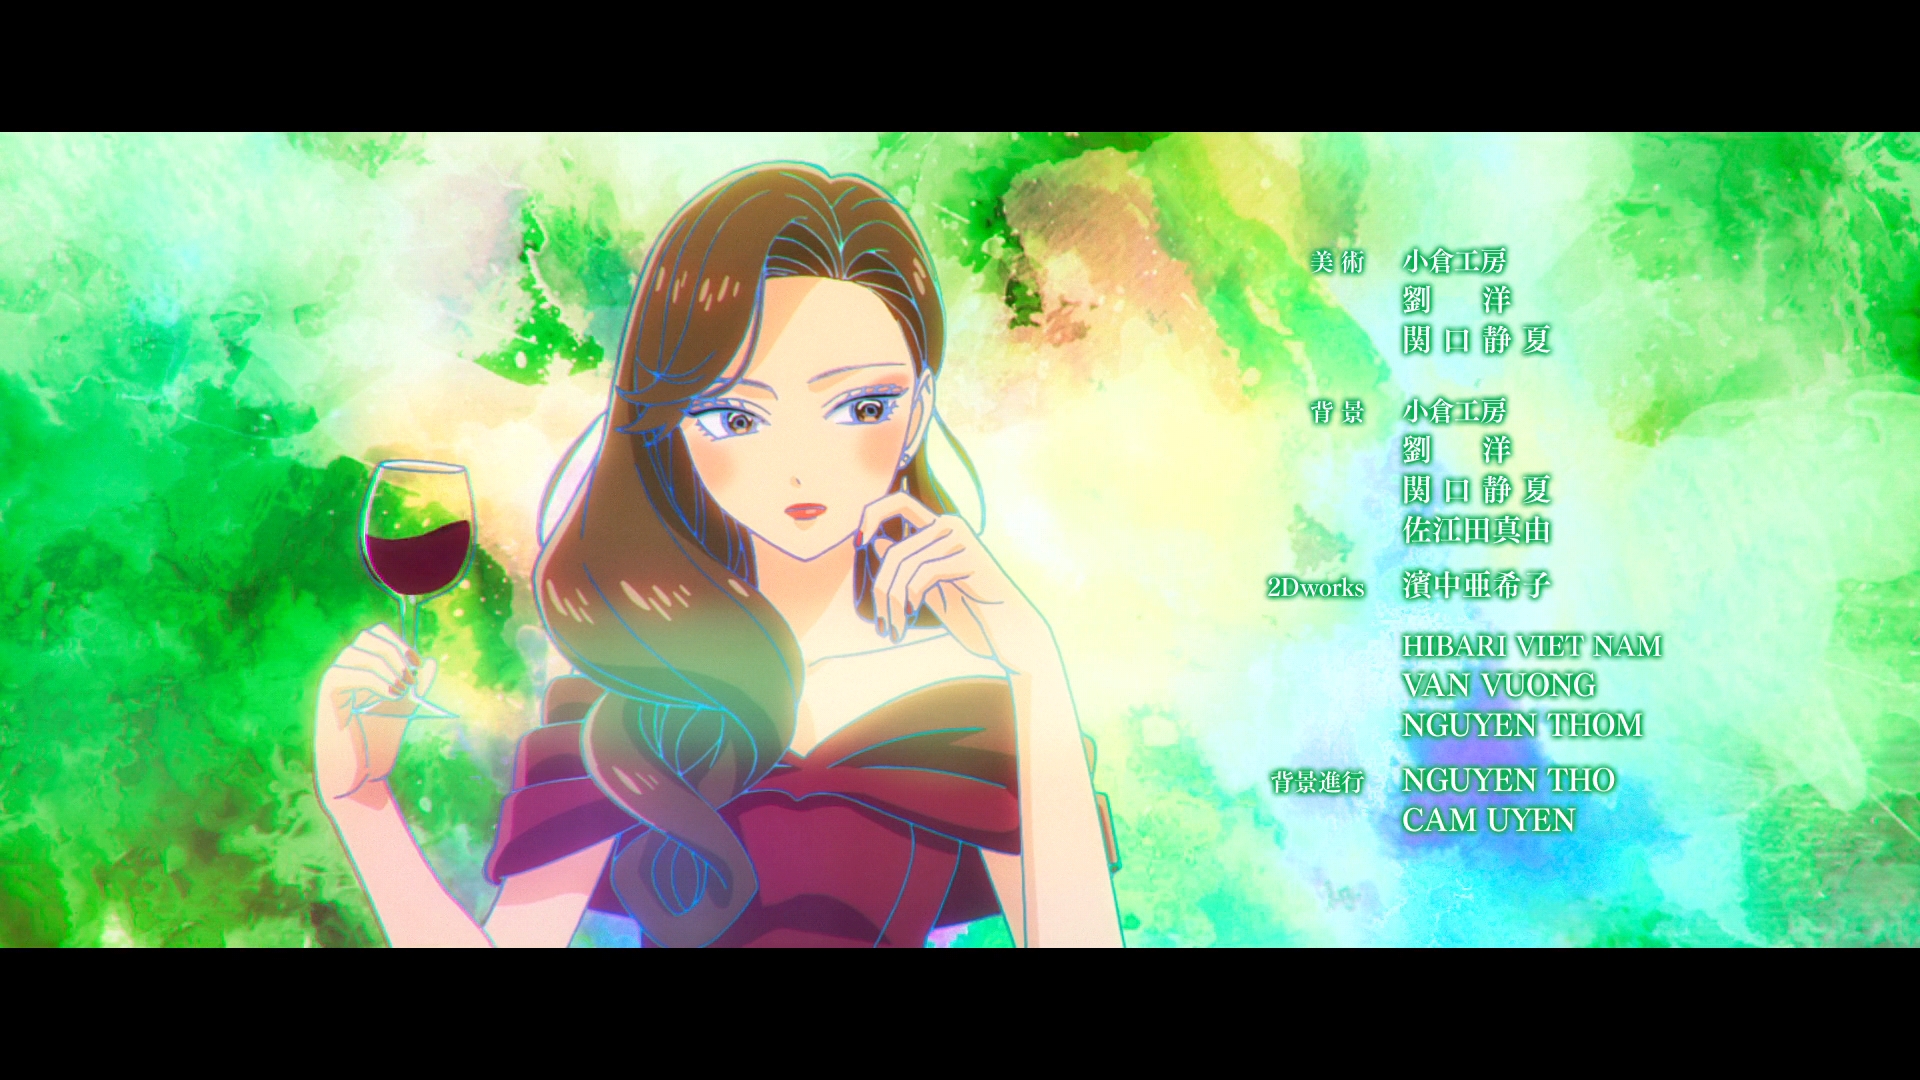 美術 小倉工房
劉 洋
関口静夏
背景 小倉工房
劉 洋
関口静夏
佐江田真由
2Dworks 濱中亜希子
HIBARI VIET NAM
VAN VUONG
NGUYEN THOM
背景進行 NGUYEN THO
CAM UYEN